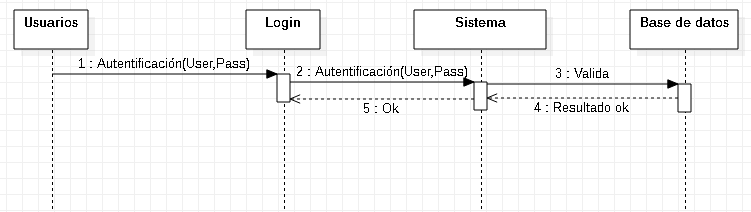 Usuarios
Login
Sistema
Base de datos
1 : Autentificación(User,Pass)
2 : Autentificación(User,Pass)
3 : Valida
4 : Resultado ok
5 : Ok